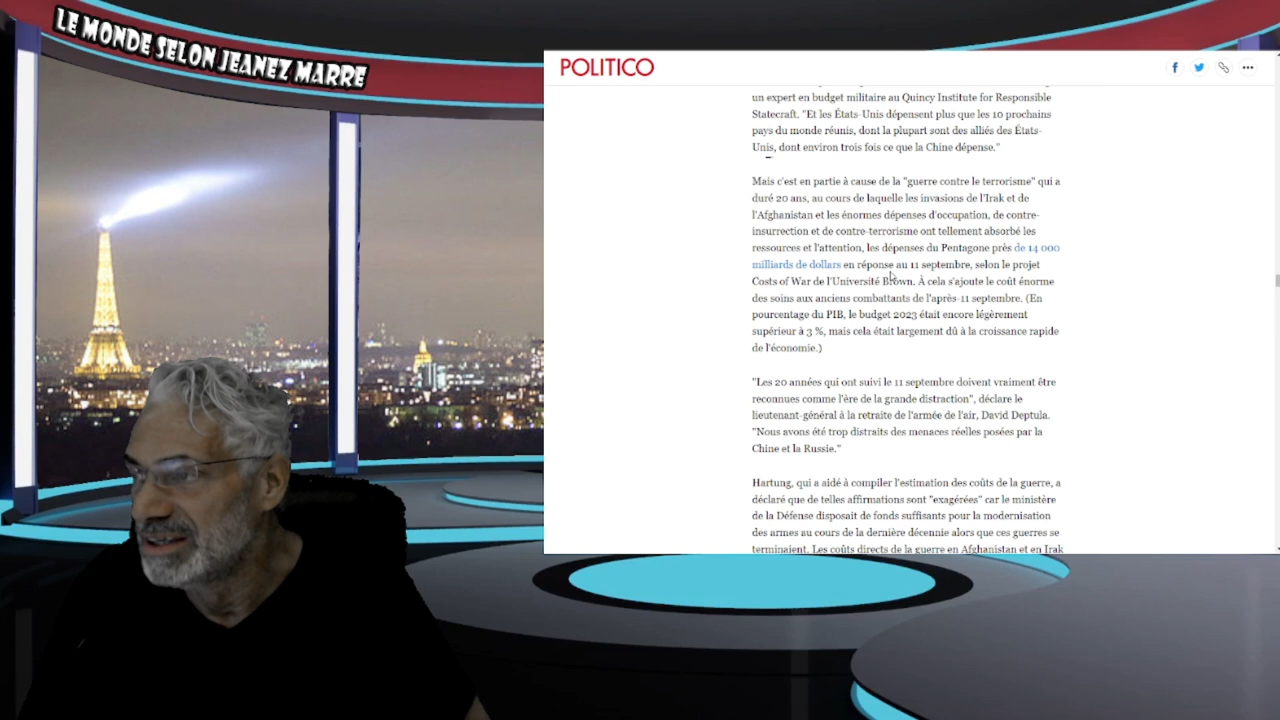 LE MONDE SELON JEANEZ MARRE
POLITICO
un expert en budget militaire au Quincy Institute for Responsible
Statecraft. "Et les États-Unis dépensent plus que les 10 prochains
pays du monde réunis, dont la plupart sont des alliés des États-
Unis, dont environ trois fois ce que la Chine dépense."
Mais c'est en partie à cause de la "guerre contre le terrorisme" qui a
duré 20 ans, au cours de laquelle les invasions de l'Irak et de
l'Afghanistan et les énormes dépenses d'occupation, de contre-
insurrection et de contre-terrorisme ont tellement absorbé les
ressources et l'attention, les dépenses du Pentagone près de 14 000
milliards de dollars en réponse au 11 septembre, selon le projet
Costs of War de l'Université Brown. À cela s'ajoute le coût énorme
des soins aux anciens combattants de l'après-11 septembre. (En
pourcentage du PIB, le budget 2023 était encore légèrement
supérieur à 3 %, mais cela était largement dû à la croissance rapide
de l'économie.)
"Les 20 années qui ont suivi le 11 septembre doivent vraiment être
reconnues comme l'ère de la grande distraction", déclare le
lieutenant-général à la retraite de l'armée de l'air, David Deptula.
"Nous avons été trop distraits des menaces réelles posées par la
Chine et la Russie."
Hartung, qui a aidé à compiler l'estimation des coûts de la guerre, a
déclaré que de telles affirmations sont "exagérées" car le ministère
de la Défense disposait de fonds suffisants pour la modernisation
des armes au cours de la dernière décennie alors que ces guerres se
terminaient. Les coûts directs de la guerre en Afghanistan et en Irak